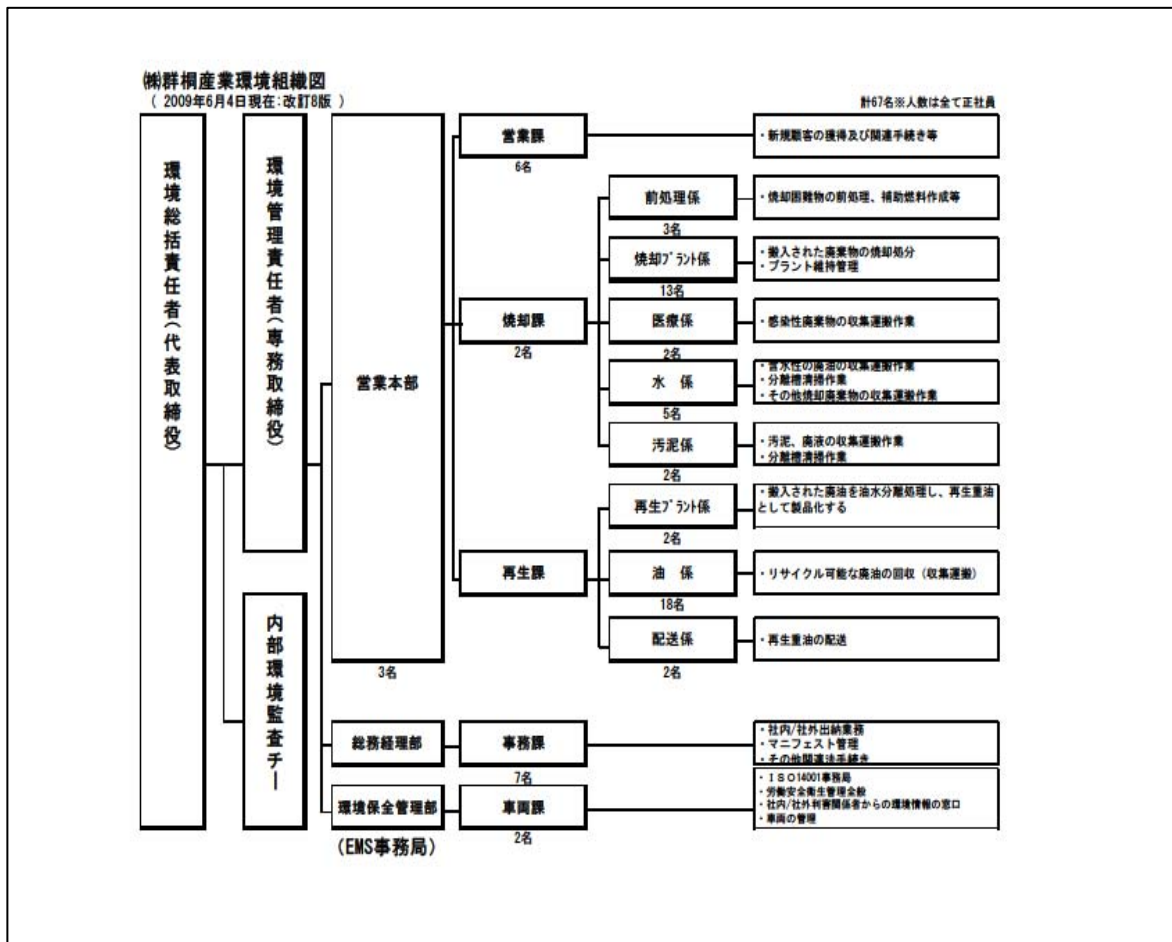 ㈱群桐産業環境組織図
( 2009年6月4日現在:改訂8版 )
計67名※人数は全て正社員
環境総括責任者(代表取締役)
環境管理責任者(専務取締役)
内部環境監査チー
営業本部
3名
営業課
6名
・新規顧客の獲得及び関連手続き等
焼却課
2名
前処理係
3名
・焼却困難物の前処理、補助燃料作成等
焼却プラント係
13名
・搬入された廃棄物の焼却処分
・プラント維持管理
医療係
2名
・感染性廃棄物の収集運搬作業
水 係
5名
・含水性の廃油の収集運搬作業
・分離槽清掃作業
・その他焼却廃棄物の収集運搬作業
汚泥係
2名
・汚泥、廃液の収集運搬作業
・分離槽清掃作業
再生課
再生プラント係
2名
・搬入された廃油を油水分離処理し、再生重油
として製品化する
油 係
18名
・リサイクル可能な廃油の回収(収集運搬)
配送係
2名
・再生重油の配送
総務経理部
事務課
7名
・社内/社外出納業務
・マニフェスト管理
・その他関連法手続き
環境保全管理部
(EMS事務局)
車両課
2名
・ISO14001事務局
・労働安全衛生管理全般
・社内/社外利害関係者からの環境情報の窓口
・車両の管理